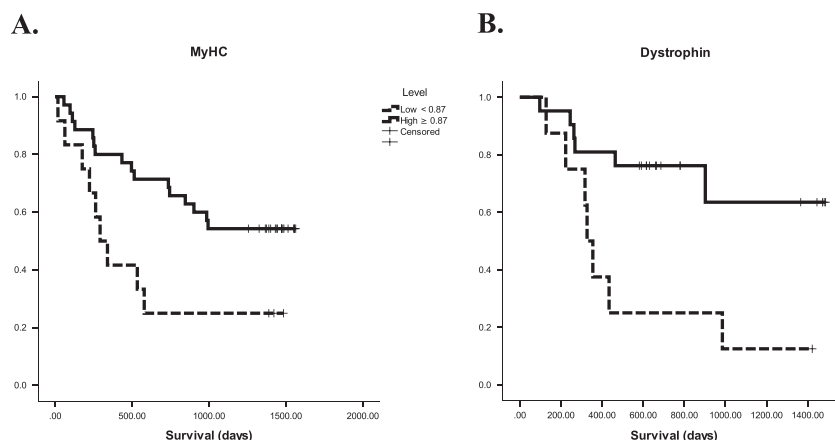 A.
MyHC
1.0
0.8
0.6
0.4
0.2
0.0
.00 500.00 1000.00 1500.00 2000.00
Survival (days)
Level
Low < 0.87
High ≥ 0.87
Censored
B.
Dystrophin
1.0
0.8
0.6
0.4
0.2
0.0
.00 200.00 400.00 600.00 800.00 1000.00 1200.00 1400.00
Survival (days)